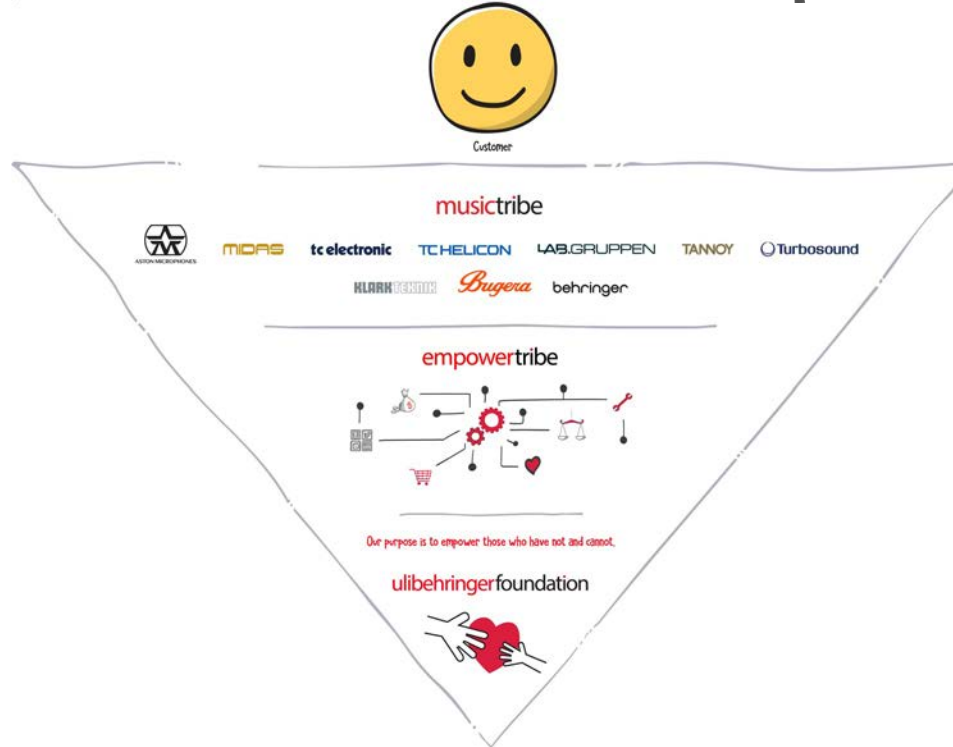 Customer
musictribe
ASTON MICROPHONES
MIDAS
tc electronic
TC HELICON
LAB.GRUPPEN
TANNOY
Turbosound
KLARK TEKNIK
Bugera
behringer
empowertribe
Our purpose is to empower those who have not and cannot.
ulibehringerfoundation